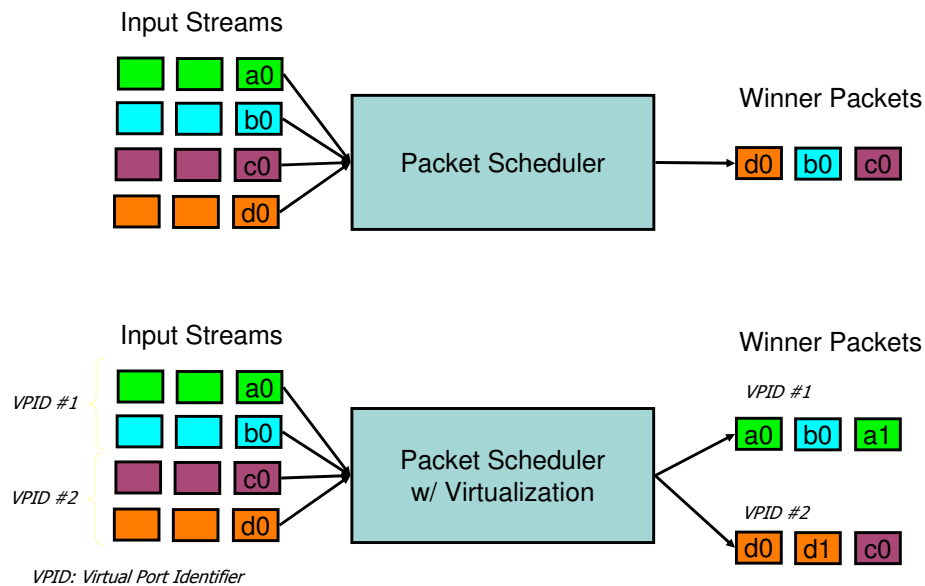 Input Streams
a0
b0
c0
d0
Packet Scheduler
Winner Packets
d0 b0 c0
Input Streams
VPID #1
VPID #2
a0
b0
c0
d0
Packet Scheduler
w/ Virtualization
Winner Packets
VPID #1
a0 b0 a1
VPID #2
d0 d1 c0
VPID: Virtual Port Identifier